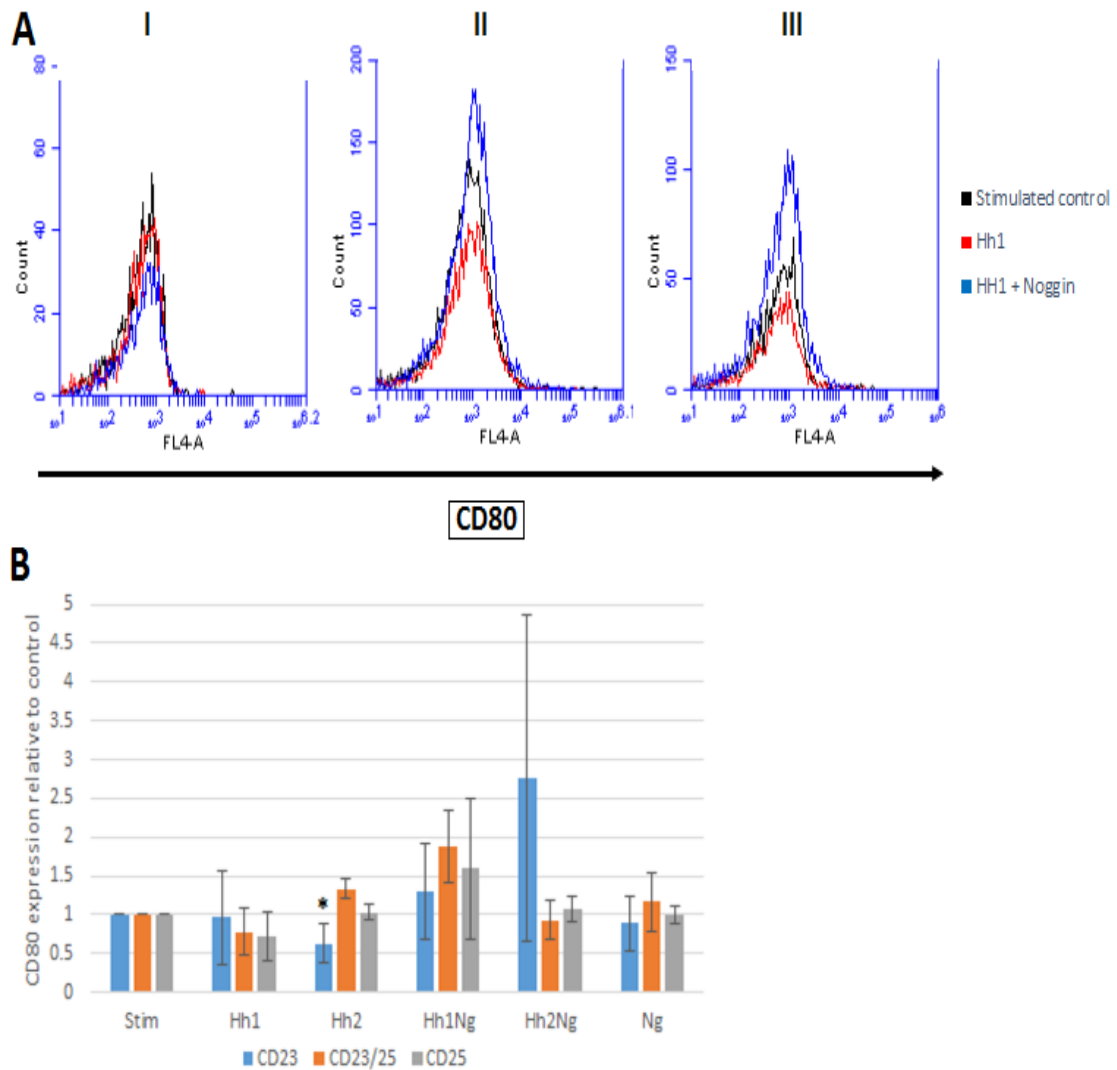 A
I
II
III
80
60
40
20
0
Count
10^1 10^2 10^3 10^4 10^5 10^6.2
FL4-A
200
150
100
50
0
Count
10^1 10^2 10^3 10^4 10^5 10^6.1
FL4-A
150
100
50
0
Count
10^1 10^2 10^3 10^4 10^5 10^6
FL4-A
Stimulated control
Hh1
HH1 + Noggin
CD80
B
CD80 expression relative to control
5
4.5
4
3.5
3
2.5
2
1.5
1
0.5
0
*
Stim Hh1 Hh2 Hh1Ng Hh2Ng Ng
CD23 CD23/25 CD25